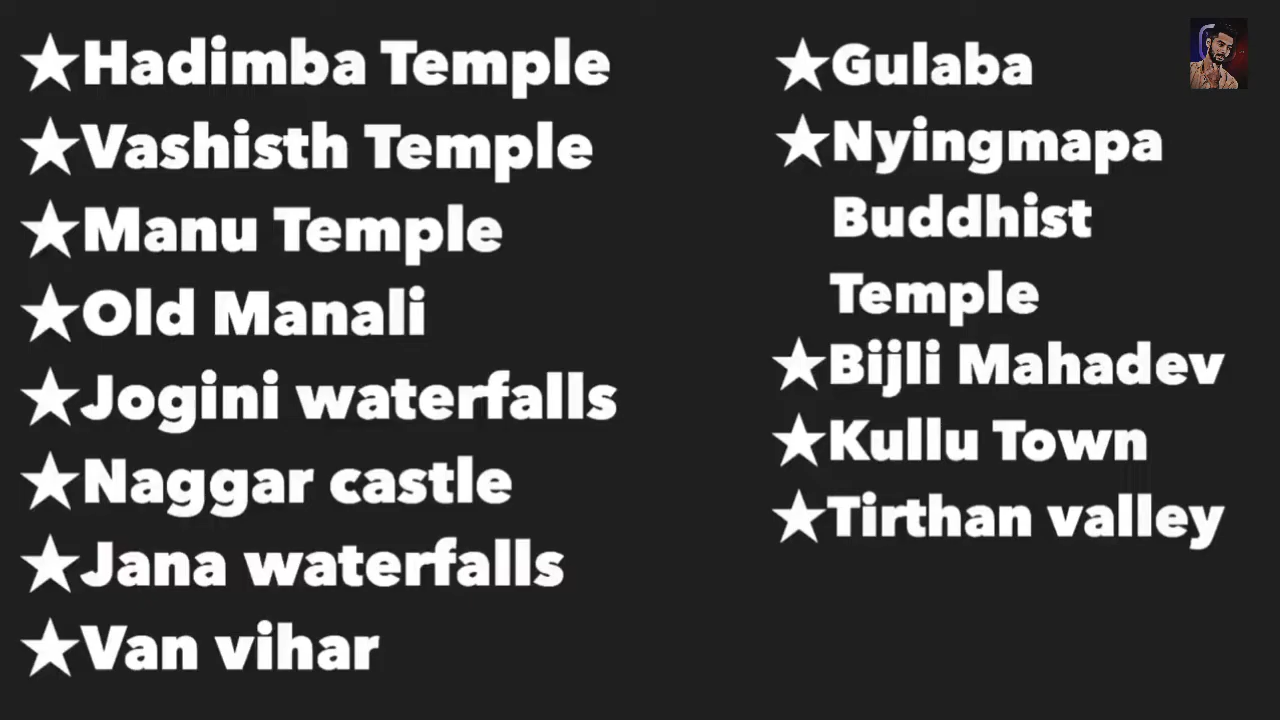 ★Hadimba Temple
★Vashisth Temple
★Manu Temple
★Old Manali
★Jogini waterfalls
★Naggar castle
★Jana waterfalls
★Van vihar
★Gulaba
★Nyingmapa
Buddhist
Temple
★Bijli Mahadev
★Kullu Town
★Tirthan valley